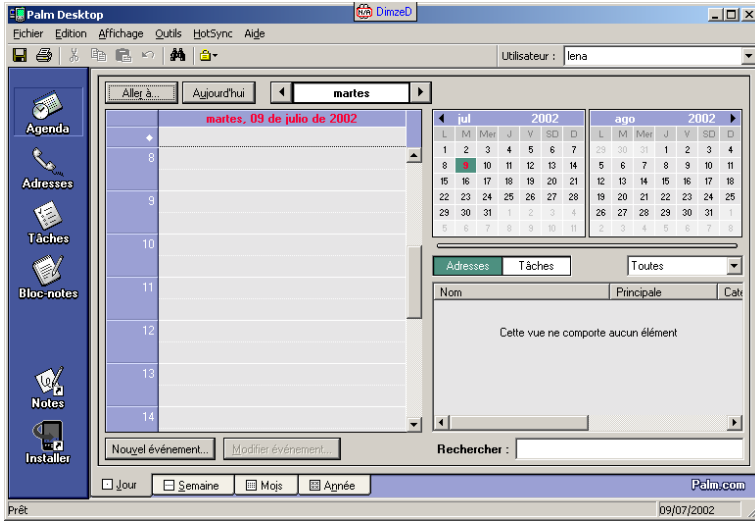 Palm Desktop
N/A DimzeD
Fichier Edition Affichage Outils HotSync Aide
Utilisateur : lena
Agenda
Adresses
Tâches
Bloc-notes
Notes
Installer
Aller à... Aujourd'hui martes
martes, 09 de julio de 2002
8
9
10
11
12
13
14
Nouvel événement... Modifier événement...
jul 2002
L M Mer J V SD D
1 2 3 4 5 6 7
8 9 10 11 12 13 14
15 16 17 18 19 20 21
22 23 24 25 26 27 28
29 30 31 1 2 3 4
5 6 7 8 9 10 11
ago 2002
L M Mer J V SD D
29 30 31 1 2 3 4
5 6 7 8 9 10 11
12 13 14 15 16 17 18
19 20 21 22 23 24 25
26 27 28 29 30 31 1
2 3 4 5 6 7 8
Adresses Tâches Toutes
Nom Principale Caté
Cette vue ne comporte aucun élément
Rechercher :
Jour Semaine Mois Année
Palm.com
Prêt 09/07/2002